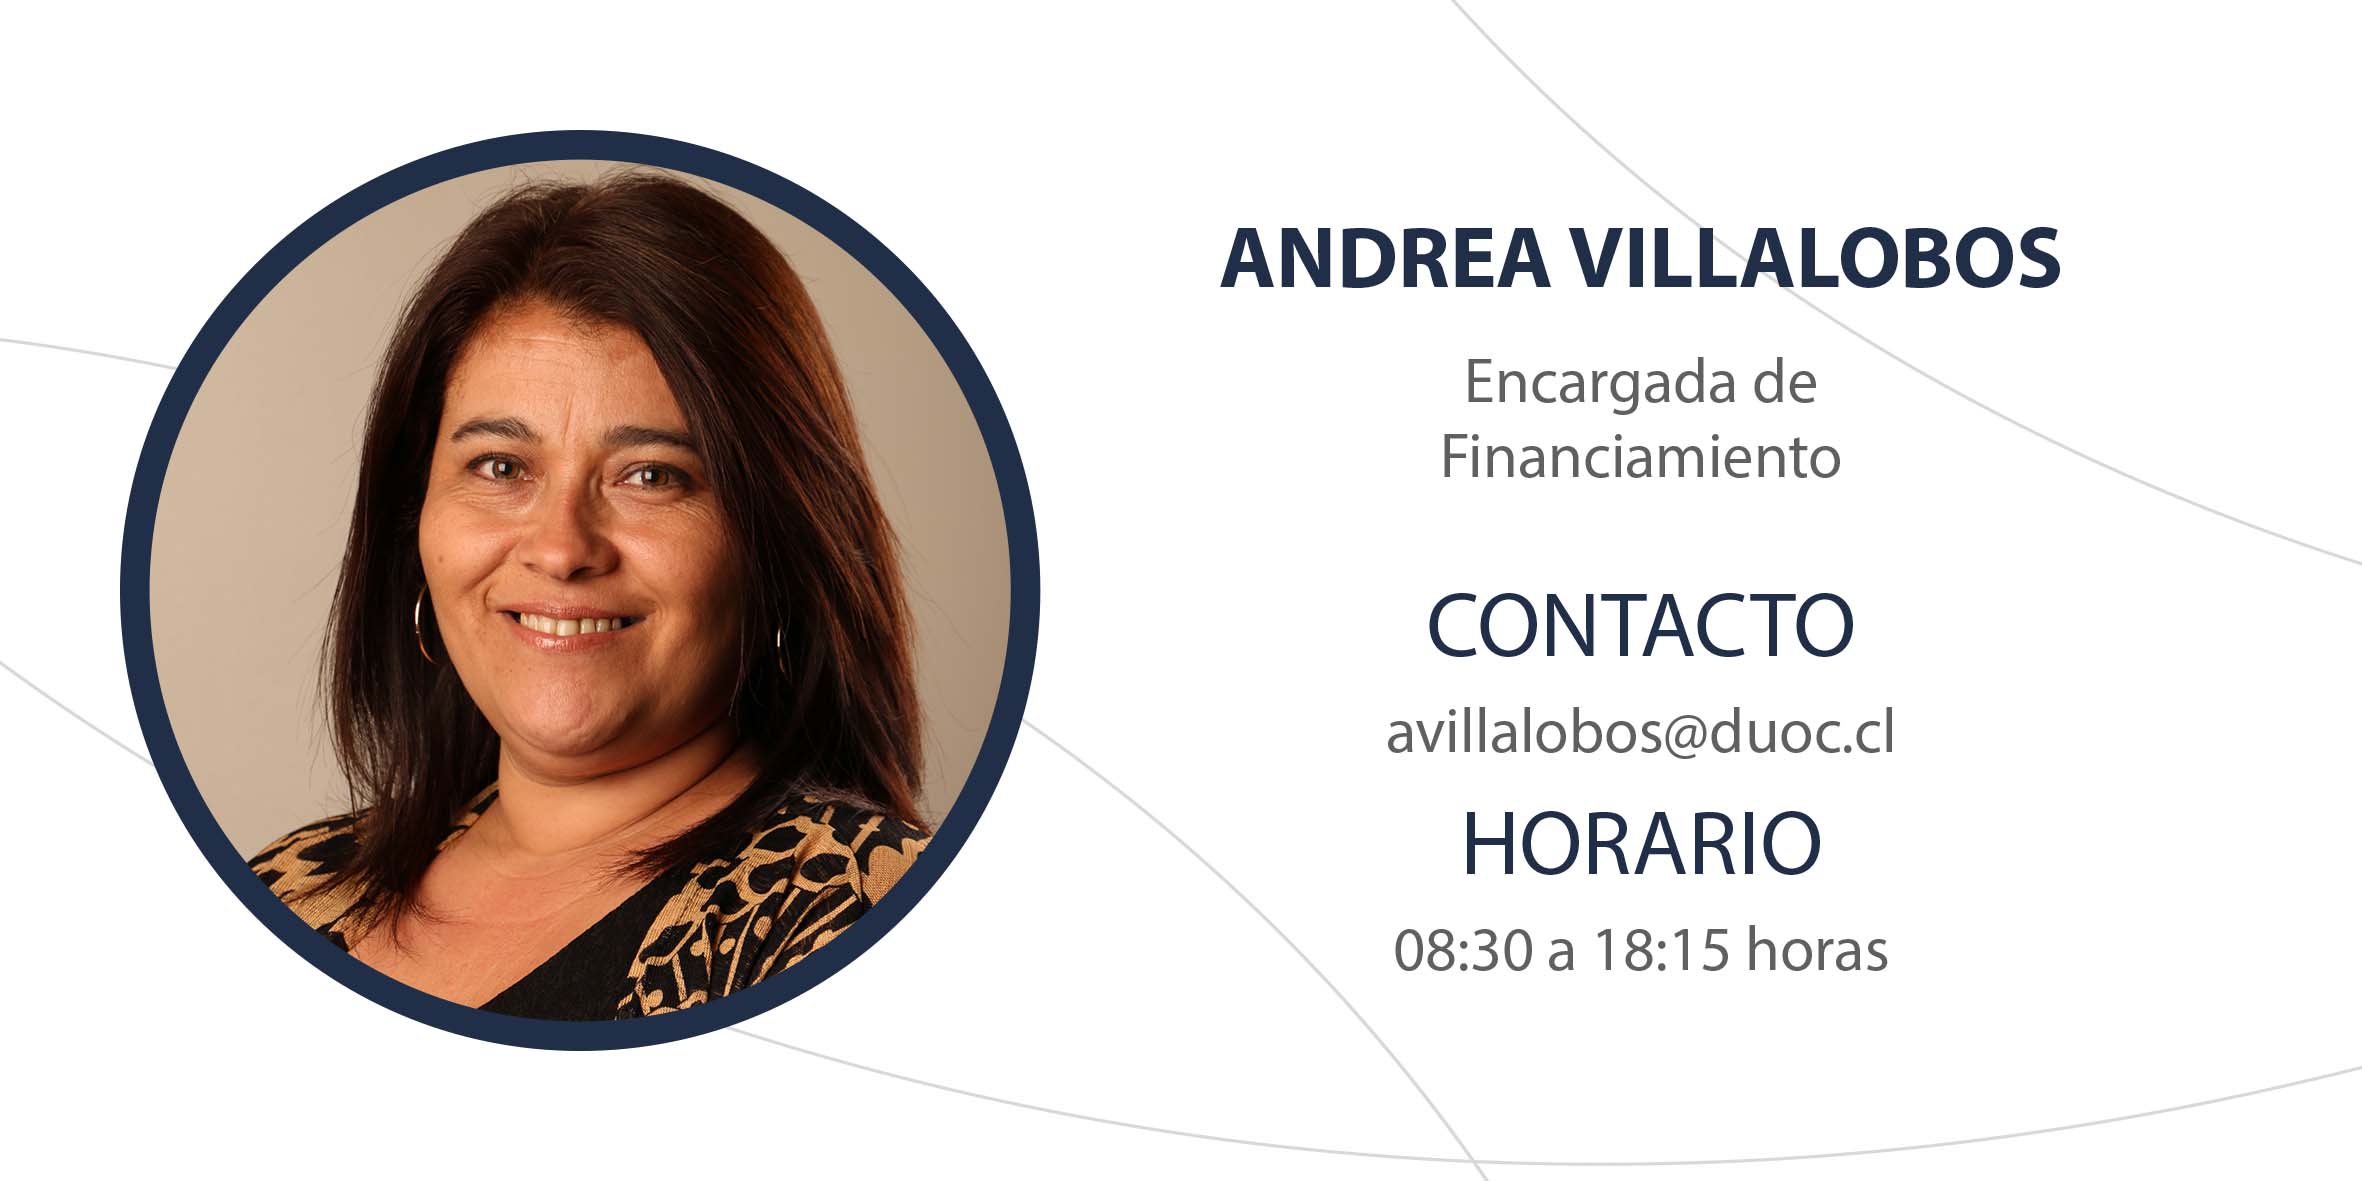 ANDREA VILLALOBOS
Encargada de
Financiamiento
CONTACTO
avillalobos@duoc.cl
HORARIO
08:30 a 18:15 horas